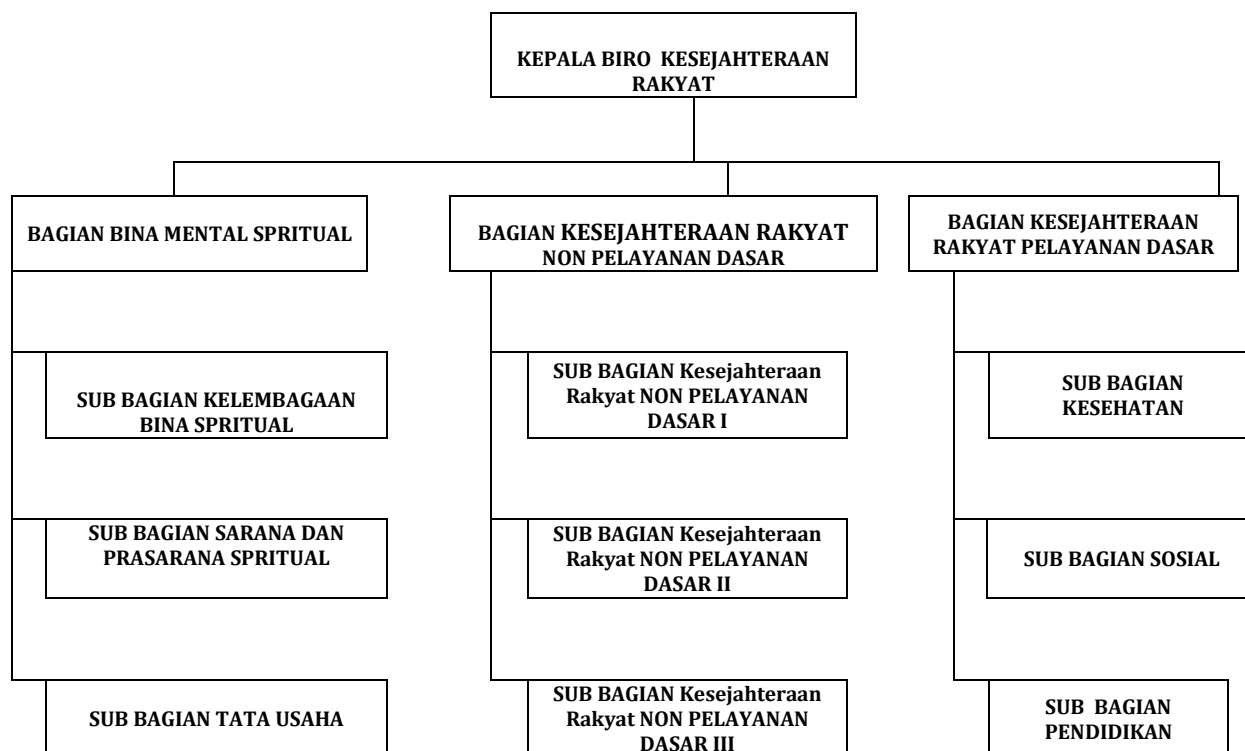 KEPALA BIRO KESEJAHTERAAN
RAKYAT
BAGIAN BINA MENTAL SPRITUAL
BAGIAN KESEJAHTERAAN RAKYAT
NON PELAYANAN DASAR
BAGIAN KESEJAHTERAAN
RAKYAT PELAYANAN DASAR
SUB BAGIAN KELEMBAGAAN
BINA SPRITUAL
SUB BAGIAN Kesejahteraan
Rakyat NON PELAYANAN
DASAR I
SUB BAGIAN
KESEHATAN
SUB BAGIAN SARANA DAN
PRASARANA SPRITUAL
SUB BAGIAN Kesejahteraan
Rakyat NON PELAYANAN
DASAR II
SUB BAGIAN SOSIAL
SUB BAGIAN TATA USAHA
SUB BAGIAN Kesejahteraan
Rakyat NON PELAYANAN
DASAR III
SUB BAGIAN
PENDIDIKAN